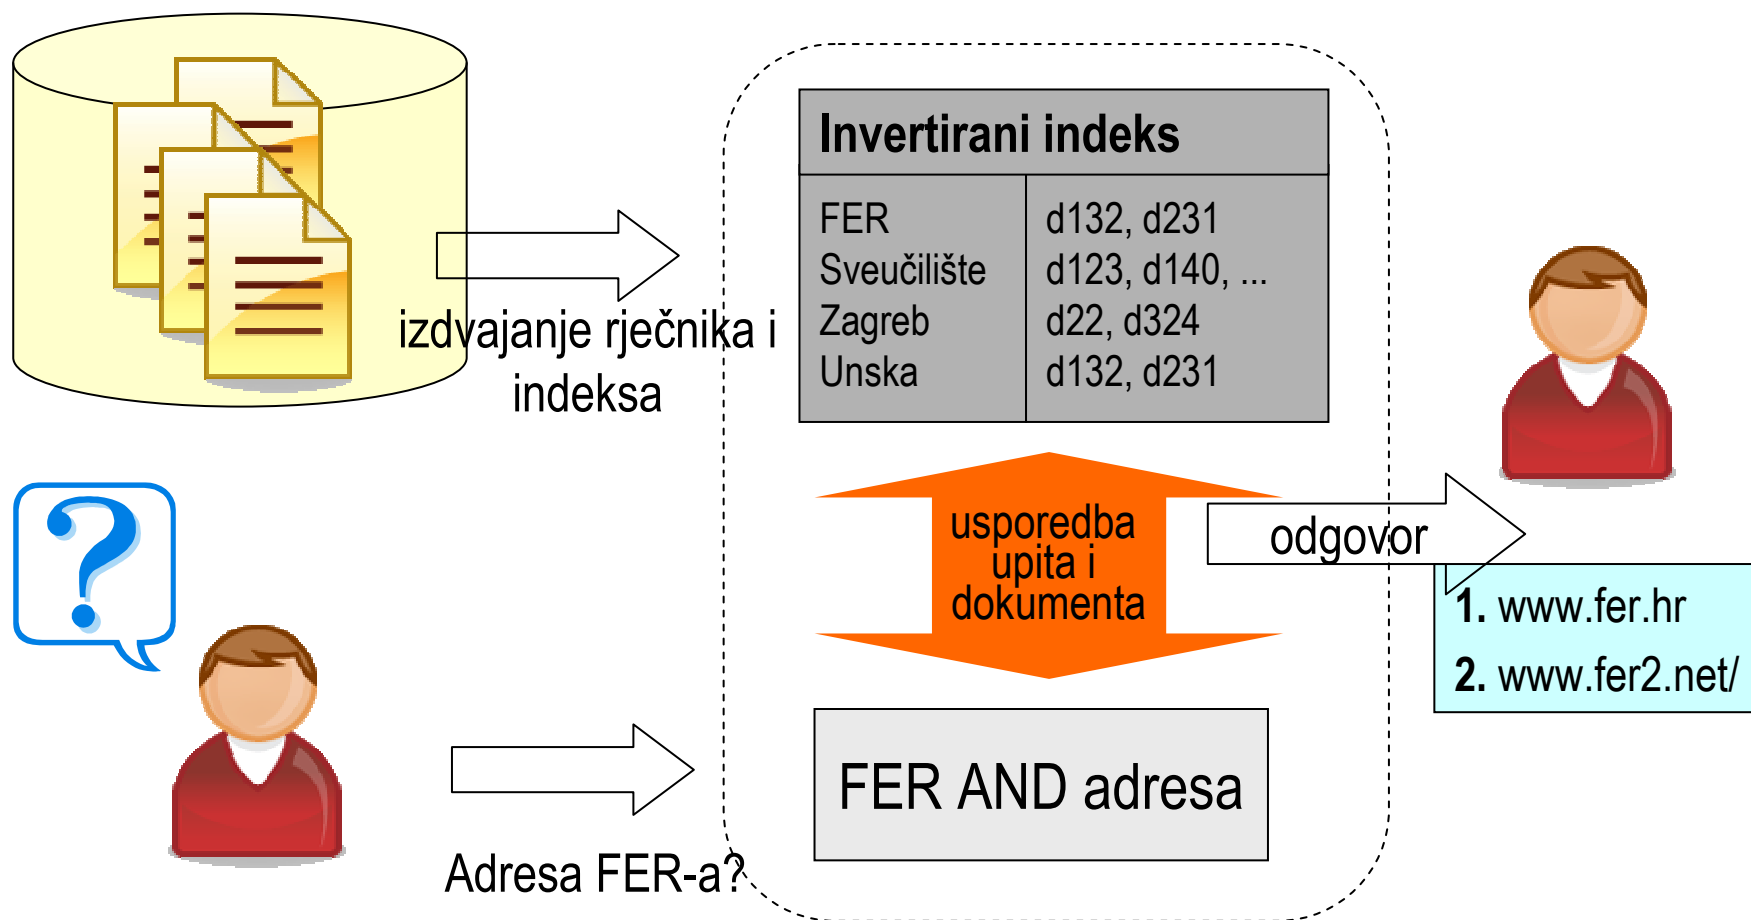 Invertirani indeks
FER d132, d231
Sveučilište d123, d140, ...
Zagreb d22, d324
Unska d132, d231
izdvajanje rječnika i
indeksa
?
usporedba
upita i
dokumenta
odgovor
1. www.fer.hr
2. www.fer2.net/
FER AND adresa
Adresa FER-a?